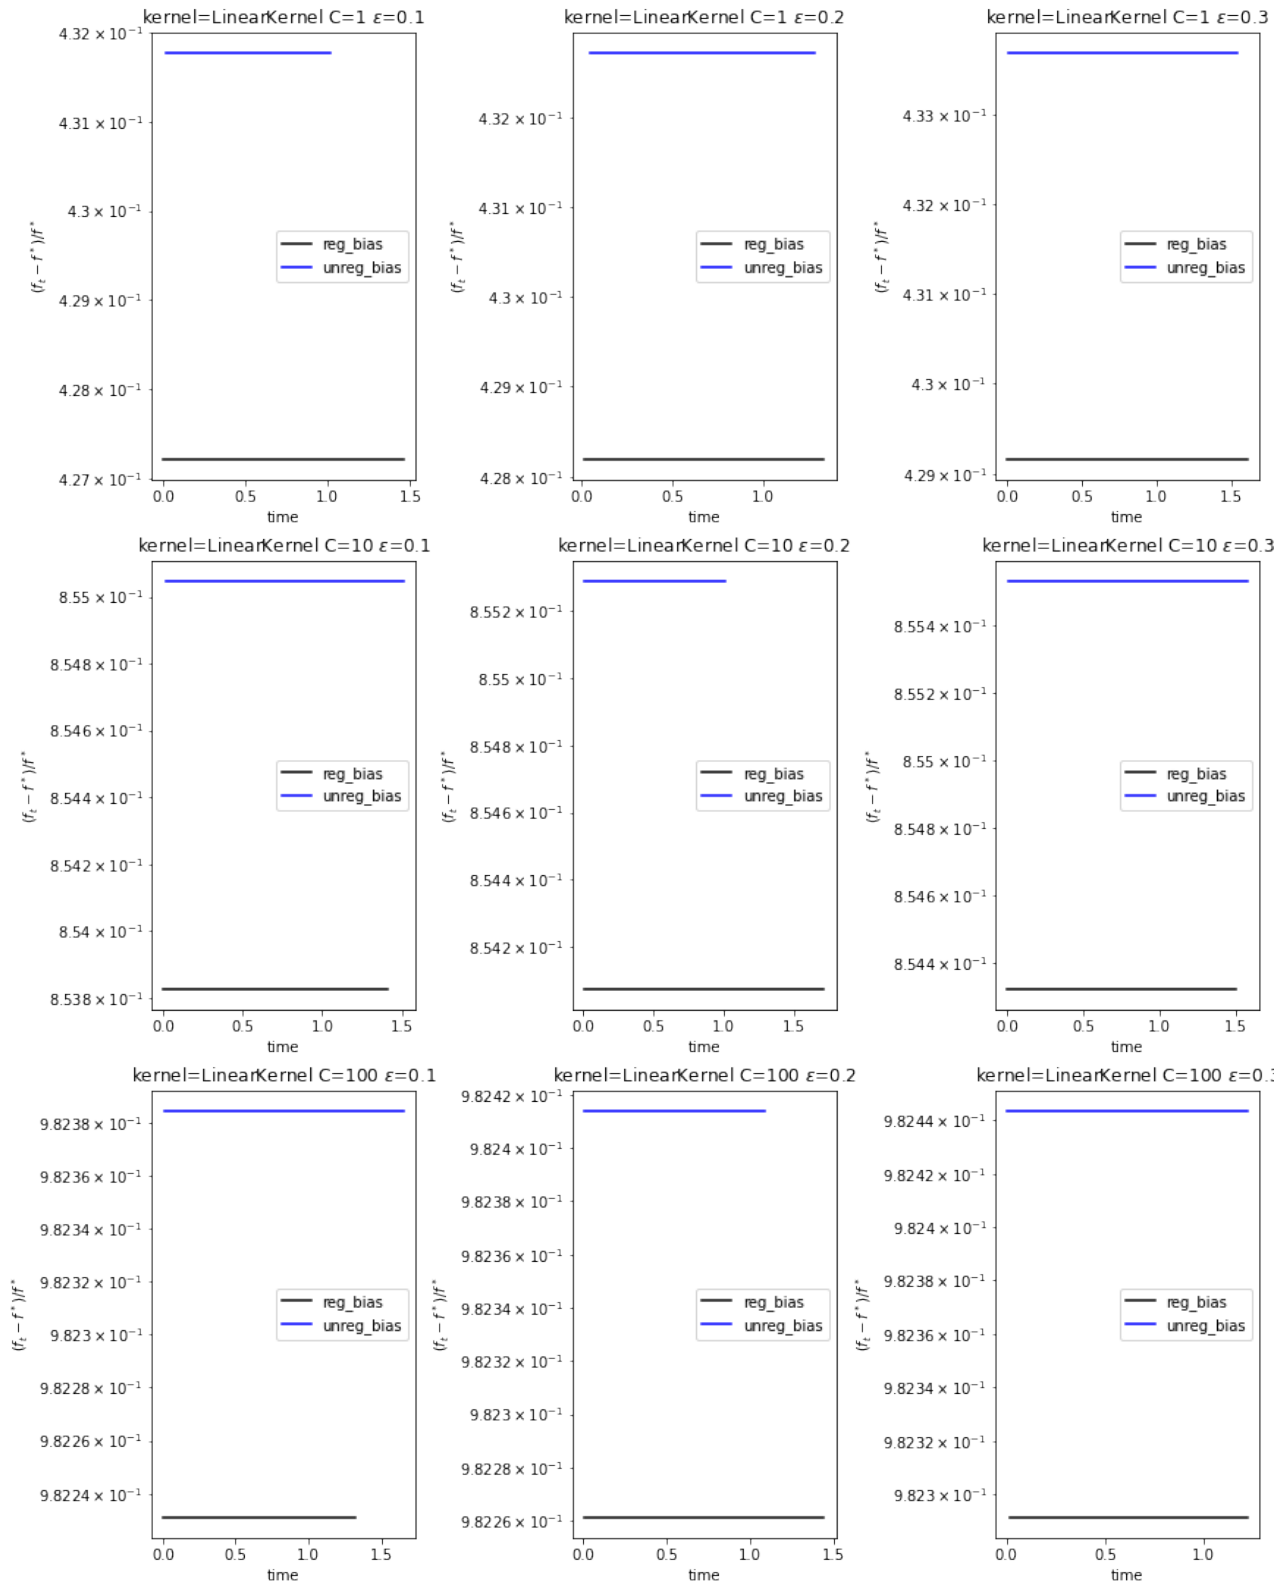 kernel=LinearKernel C=1 ε=0.1
4.32 × 10⁻¹
4.31 × 10⁻¹
4.3 × 10⁻¹
4.29 × 10⁻¹
4.28 × 10⁻¹
4.27 × 10⁻¹
(fₜ − f*)/f*
reg_bias
unreg_bias
0.0 0.5 1.0 1.5
time
kernel=LinearKernel C=1 ε=0.2
4.32 × 10⁻¹
4.31 × 10⁻¹
4.3 × 10⁻¹
4.29 × 10⁻¹
4.28 × 10⁻¹
(fₜ − f*)/f*
reg_bias
unreg_bias
0.0 0.5 1.0
time
kernel=LinearKernel C=1 ε=0.3
4.33 × 10⁻¹
4.32 × 10⁻¹
4.31 × 10⁻¹
4.3 × 10⁻¹
4.29 × 10⁻¹
(fₜ − f*)/f*
reg_bias
unreg_bias
0.0 0.5 1.0 1.5
time
kernel=LinearKernel C=10 ε=0.1
8.55 × 10⁻¹
8.548 × 10⁻¹
8.546 × 10⁻¹
8.544 × 10⁻¹
8.542 × 10⁻¹
8.54 × 10⁻¹
8.538 × 10⁻¹
(fₜ − f*)/f*
reg_bias
unreg_bias
0.0 0.5 1.0 1.5
time
kernel=LinearKernel C=10 ε=0.2
8.552 × 10⁻¹
8.55 × 10⁻¹
8.548 × 10⁻¹
8.546 × 10⁻¹
8.544 × 10⁻¹
8.542 × 10⁻¹
(fₜ − f*)/f*
reg_bias
unreg_bias
0.0 0.5 1.0 1.5
time
kernel=LinearKernel C=10 ε=0.3
8.554 × 10⁻¹
8.552 × 10⁻¹
8.55 × 10⁻¹
8.548 × 10⁻¹
8.546 × 10⁻¹
8.544 × 10⁻¹
(fₜ − f*)/f*
reg_bias
unreg_bias
0.0 0.5 1.0 1.5
time
kernel=LinearKernel C=100 ε=0.1
9.8238 × 10⁻¹
9.8236 × 10⁻¹
9.8234 × 10⁻¹
9.8232 × 10⁻¹
9.823 × 10⁻¹
9.8228 × 10⁻¹
9.8226 × 10⁻¹
9.8224 × 10⁻¹
(fₜ − f*)/f*
reg_bias
unreg_bias
0.0 0.5 1.0 1.5
time
kernel=LinearKernel C=100 ε=0.2
9.8242 × 10⁻¹
9.824 × 10⁻¹
9.8238 × 10⁻¹
9.8236 × 10⁻¹
9.8234 × 10⁻¹
9.8232 × 10⁻¹
9.823 × 10⁻¹
9.8228 × 10⁻¹
9.8226 × 10⁻¹
(fₜ − f*)/f*
reg_bias
unreg_bias
0.0 0.5 1.0 1.5
time
kernel=LinearKernel C=100 ε=0.3
9.8244 × 10⁻¹
9.8242 × 10⁻¹
9.824 × 10⁻¹
9.8238 × 10⁻¹
9.8236 × 10⁻¹
9.8234 × 10⁻¹
9.8232 × 10⁻¹
9.823 × 10⁻¹
(fₜ − f*)/f*
reg_bias
unreg_bias
0.0 0.5 1.0
time